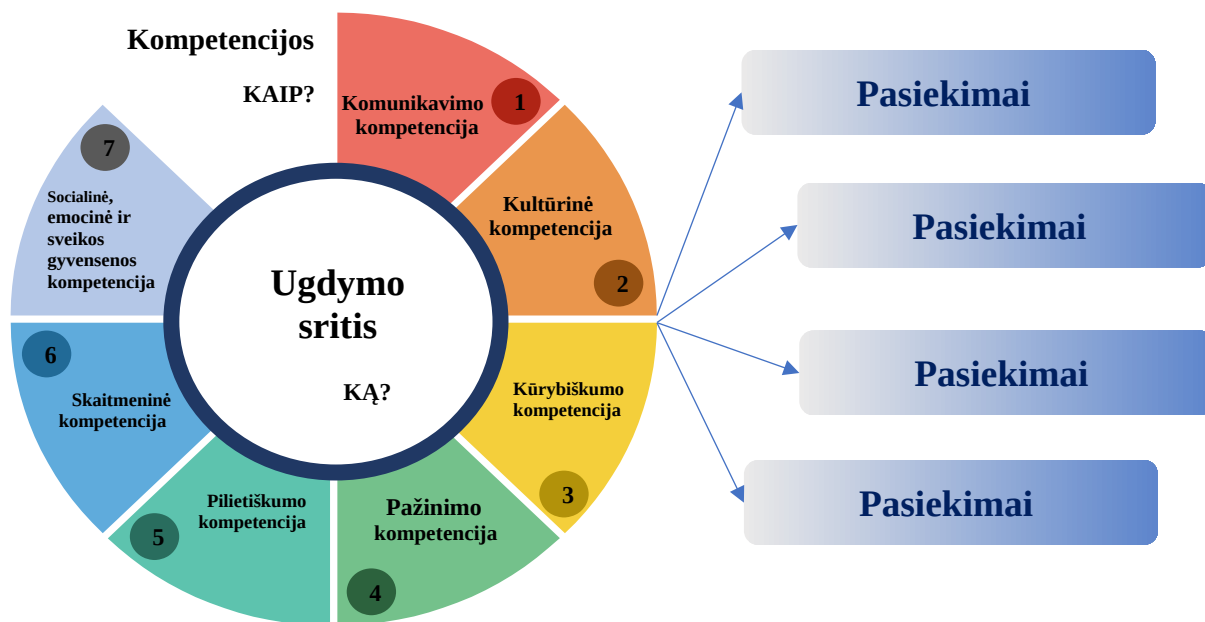 Kompetencijos
KAIP?
1
Komunikavimo
kompetencija
Kultūrinė
kompetencija
2
Kūrybiškumo
kompetencija
3
Pažinimo
kompetencija
4
Pilietiškumo
kompetencija
5
6
Skaitmeninė
kompetencija
7
Socialinė,
emocinė ir
sveikos
gyvensenos
kompetencija
Ugdymo
sritis
KĄ?
Pasiekimai
Pasiekimai
Pasiekimai
Pasiekimai